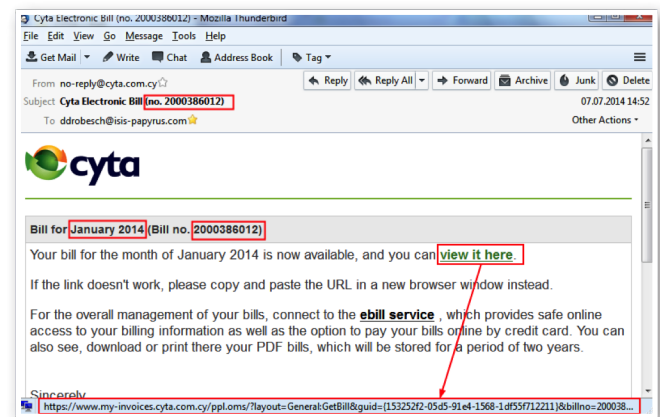 Cyta Electronic Bill (no. 2000386012) - Mozilla Thunderbird
File Edit View Go Message Tools Help
Get Mail Write Chat Address Book Tag
From no-reply@cyta.com.cy Reply Reply All Forward Archive Junk Delete
Subject Cyta Electronic Bill (no. 2000386012) 07.07.2014 14:52
To ddrobesch@isis-papyrus.com Other Actions
cyta
Bill for January 2014 (Bill no. 2000386012)
Your bill for the month of January 2014 is now available, and you can view it here.
If the link doesn't work, please copy and paste the URL in a new browser window instead.
For the overall management of your bills, connect to the ebill service , which provides safe online
access to your billing information as well as the option to pay your bills online by credit card. You can
also see, download or print there your PDF bills, which will be stored for a period of two years.
Sincerely
https://www.my-invoices.cyta.com.cy/ppl.oms/?layout=General:GetBill&guid={153252f2-05d5-91e4-1568-1df55f712211}&billno=200038...